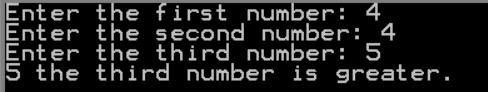 Enter the first number: 4
Enter the second number: 4
Enter the third number: 5
5 the third number is greater.